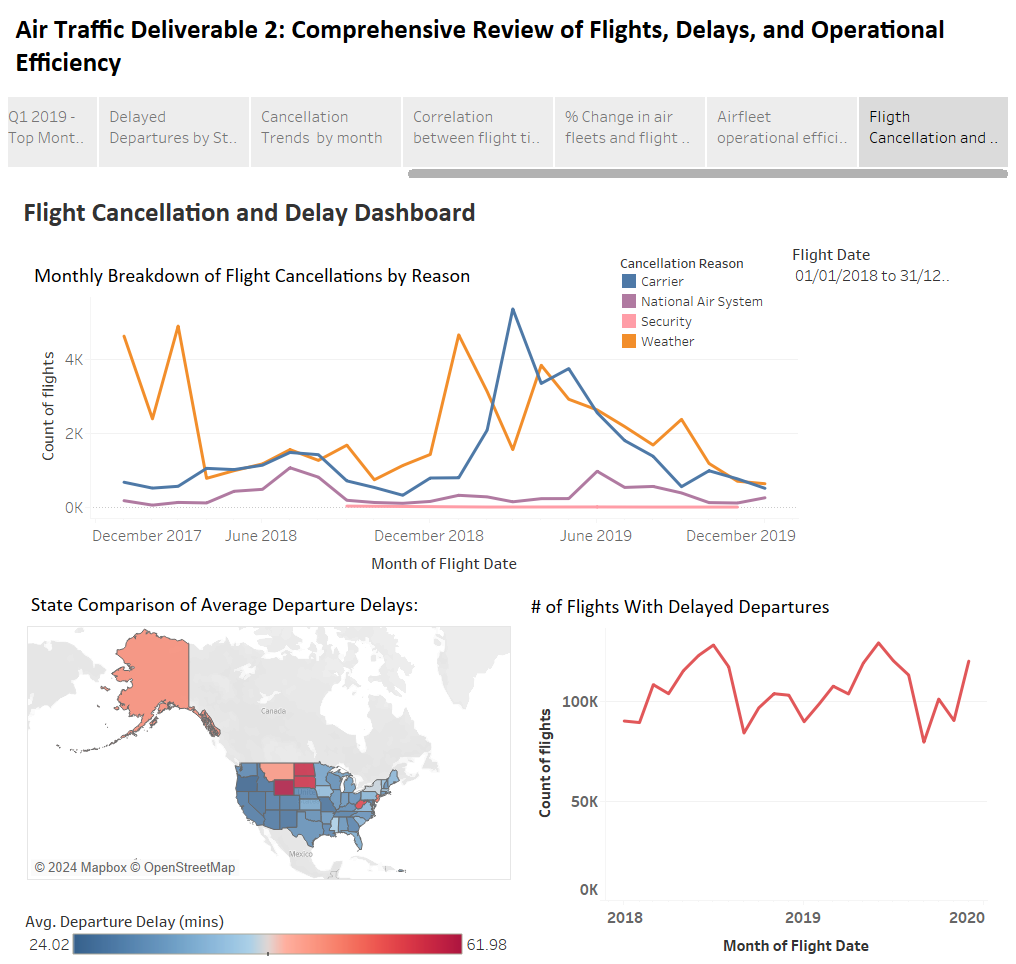 Air Traffic Deliverable 2: Comprehensive Review of Flights, Delays, and Operational
Efficiency
Q1 2019 -
Top Mont..
Delayed
Departures by St..
Cancellation
Trends by month
Correlation
between flight ti..
% Change in air
fleets and flight ..
Airfleet
operational effici..
Fligth
Cancellation and ..
Flight Cancellation and Delay Dashboard
Monthly Breakdown of Flight Cancellations by Reason
Cancellation Reason
Carrier
National Air System
Security
Weather
Flight Date
01/01/2018 to 31/12..
Count of flights
4K
2K
0K
December 2017
June 2018
December 2018
June 2019
December 2019
Month of Flight Date
State Comparison of Average Departure Delays:
Canada
Mexico
© 2024 Mapbox © OpenStreetMap
Avg. Departure Delay (mins)
24.02
61.98
# of Flights With Delayed Departures
Count of flights
100K
50K
0K
2018
2019
2020
Month of Flight Date